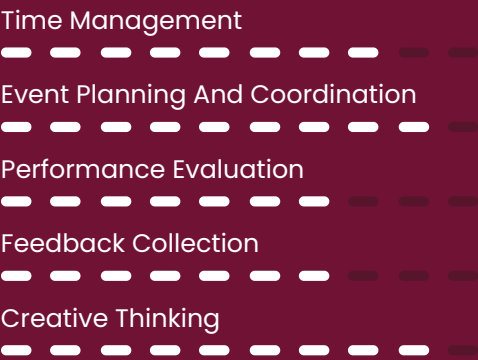 Time Management
Event Planning And Coordination
Performance Evaluation
Feedback Collection
Creative Thinking